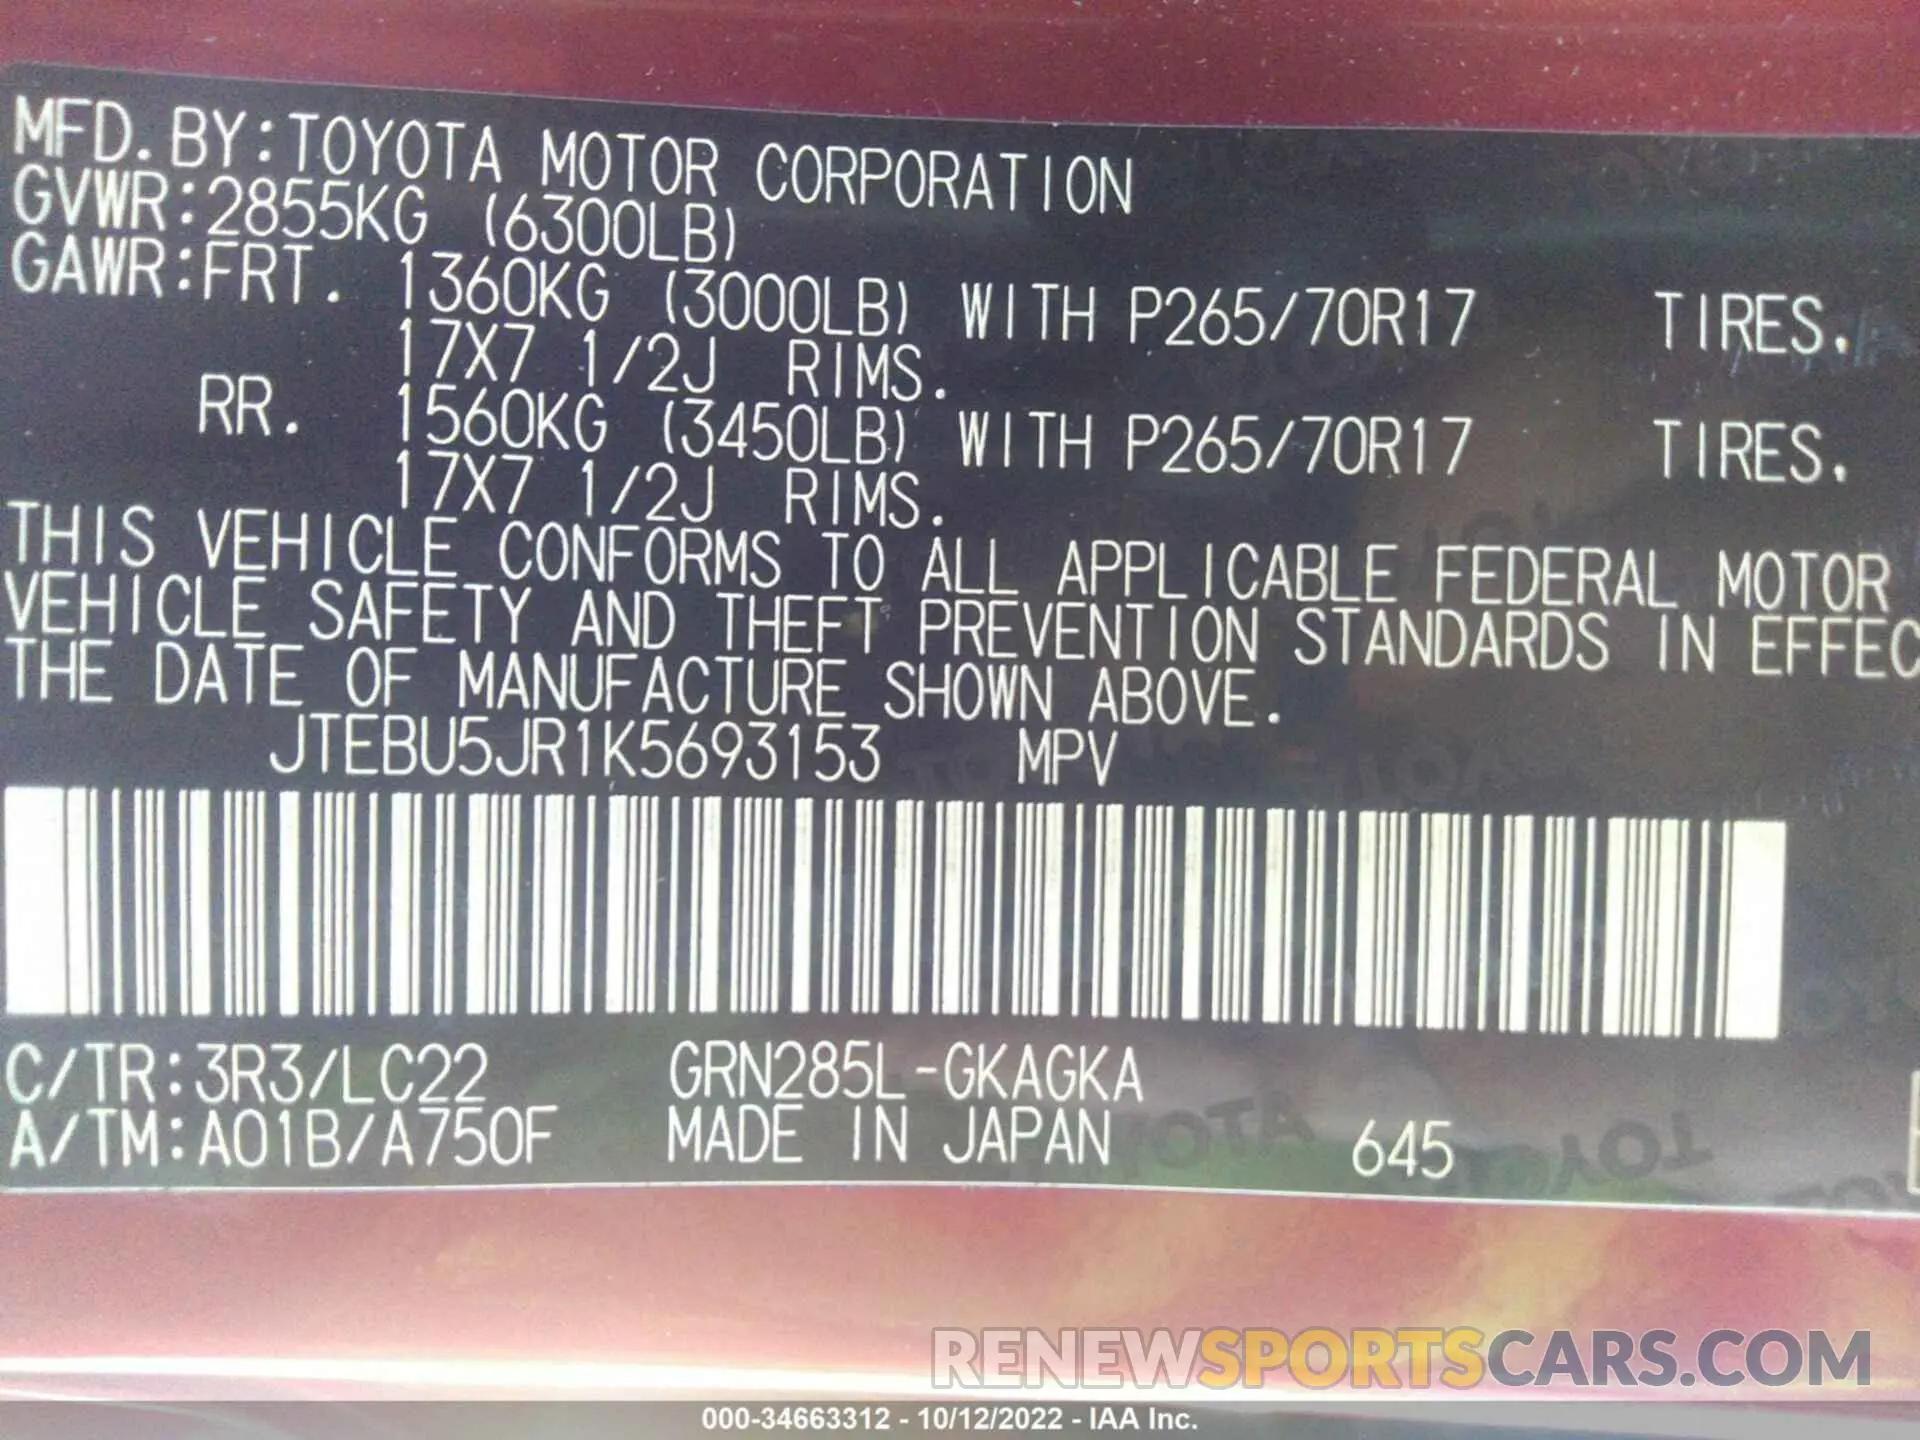 MFD. BY: TOYOTA MOTOR CORPORATION
GVWR: 2855KG (6300LB)
GAWR: FRT. 1360KG (3000LB) WITH P265/70R17 TIRES.
17X7 1/2J RIMS.
RR. 1560KG (3450LB) WITH P265/70R17 TIRES,
17X7 1/2J RIMS.
THIS VEHICLE CONFORMS TO ALL APPLICABLE FEDERAL MOTOR
VEHICLE SAFETY AND THEFT PREVENTION STANDARDS IN EFFEC
THE DATE OF MANUFACTURE SHOWN ABOVE.
JTEBU5JR1K5693153 MPV
C/TR: 3R3/LC22 GRN285L-GKAGKA
A/TM: A01B/A750F MADE IN JAPAN 645
RENEWSPORTSCARS.COM
000-34663312 - 10/12/2022 - IAA Inc.